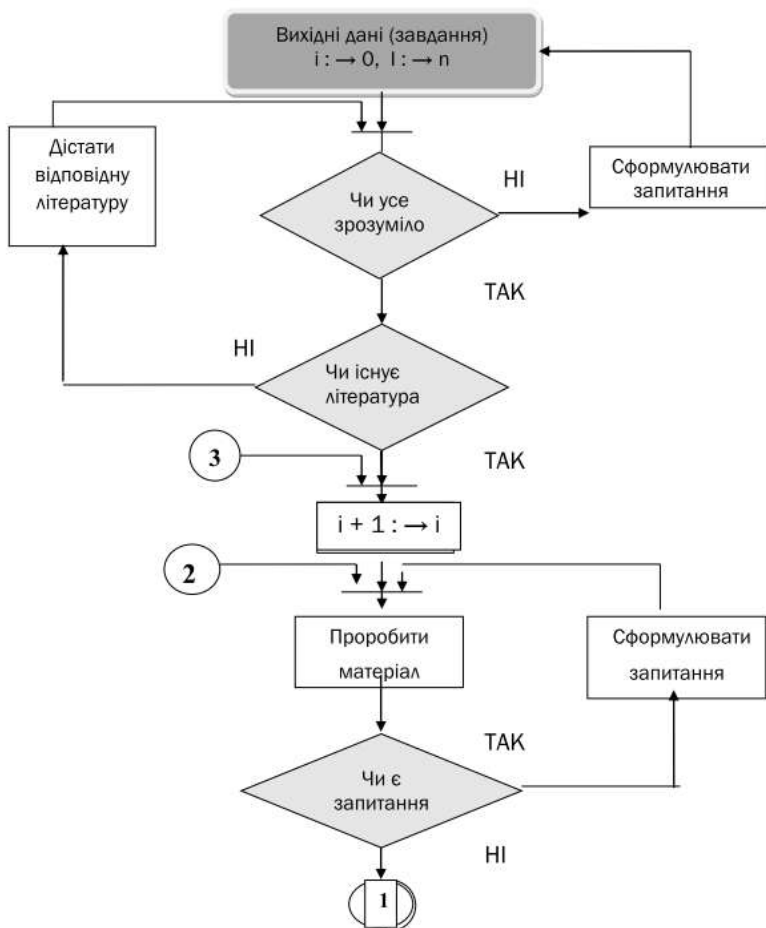 Вихідні дані (завдання)
i : → 0, l : → n
Дістати
відповідну
літературу
Чи усе
зрозуміло
НІ
Сформулювати
запитання
ТАК
НІ
Чи існує
література
3
ТАК
i + 1 : → i
2
Проробити
матеріал
Сформулювати
запитання
ТАК
Чи є
запитання
НІ
1